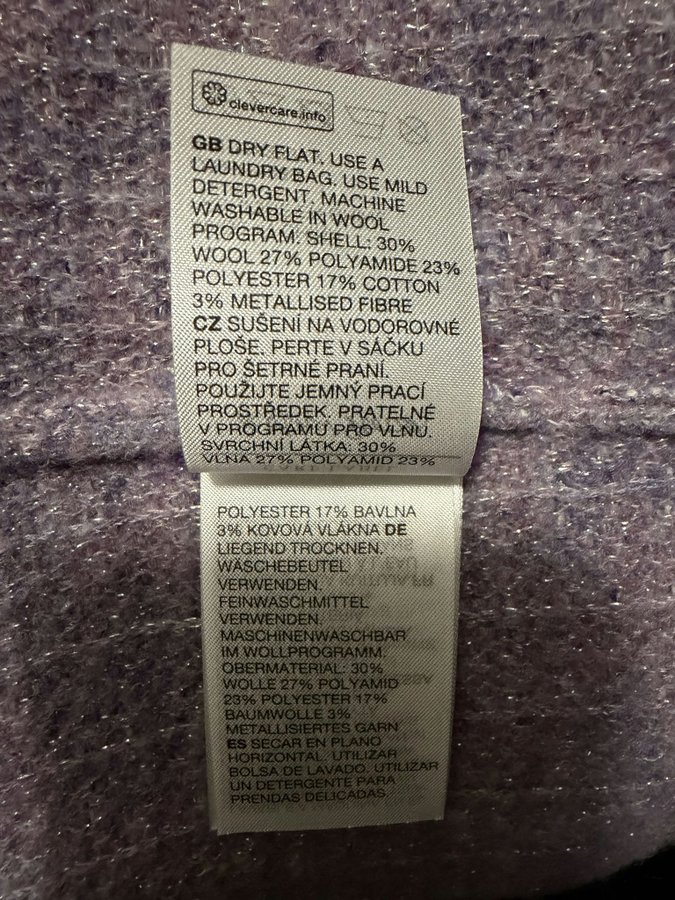 clevercare.info
GB DRY FLAT. USE A
LAUNDRY BAG. USE MILD
DETERGENT. MACHINE
WASHABLE IN WOOL
PROGRAM. SHELL: 30%
WOOL 27% POLYAMIDE 23%
POLYESTER 17% COTTON
3% METALLISED FIBRE
CZ SUŠENÍ NA VODOROVNÉ
PLOŠE. PERTE V SÁČKU
PRO ŠETRNÉ PRANÍ.
POUŽIJTE JEMNÝ PRACÍ
PROSTŘEDEK. PRATELNÉ
V PROGRAMU PRO VLNU.
SVRCHNÍ LÁTKA: 30%
VLNA 27% POLYAMID 23%
POLYESTER 17% BAVLNA
3% KOVOVÁ VLÁKNA DE
LIEGEND TROCKNEN.
WÄSCHEBEUTEL
VERWENDEN.
FEINWASCHMITTEL
VERWENDEN.
MASCHINENWASCHBAR
IM WOLLPROGRAMM.
OBERMATERIAL: 30%
WOLLE 27% POLYAMID
23% POLYESTER 17%
BAUMWOLLE 3%
METALLISIERTES GARN
ES SECAR EN PLANO
HORIZONTAL. UTILIZAR
BOLSA DE LAVADO. UTILIZAR
UN DETERGENTE PARA
PRENDAS DELICADAS.